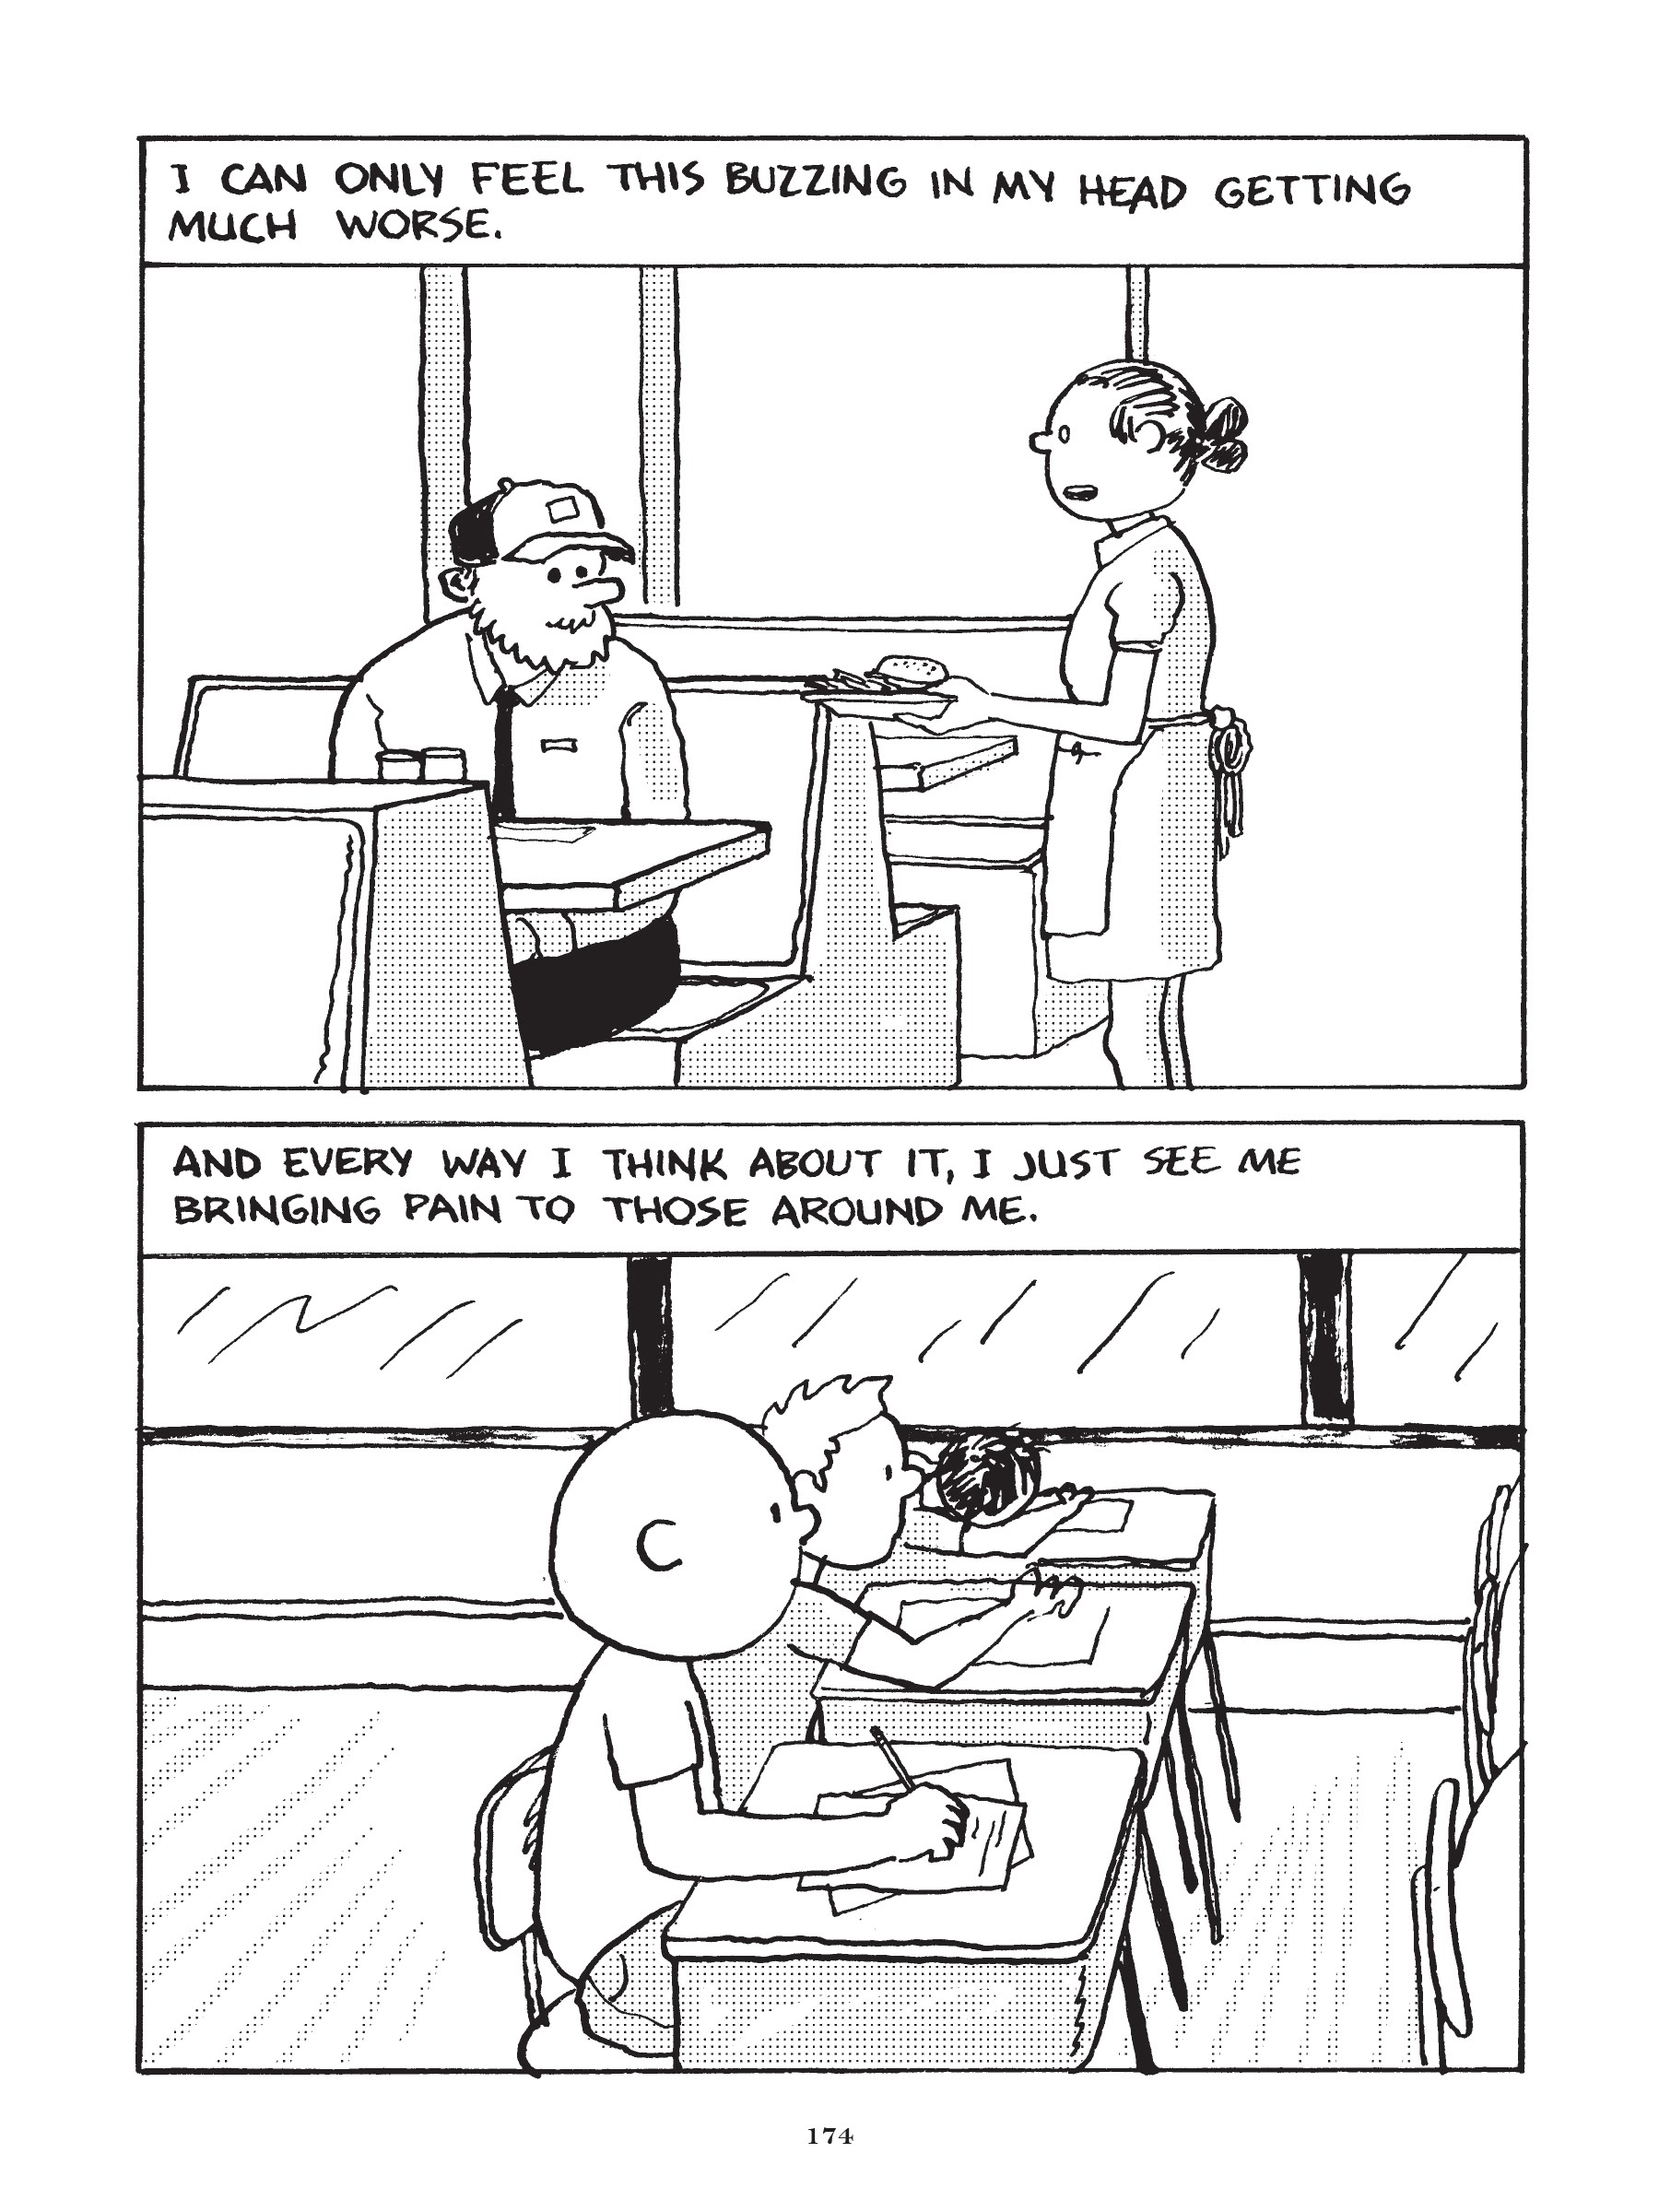 I CAN ONLY FEEL THIS BUZZING IN MY HEAD GETTING
MUCH WORSE.
AND EVERY WAY I THINK ABOUT IT, I JUST SEE ME
BRINGING PAIN TO THOSE AROUND ME.
174